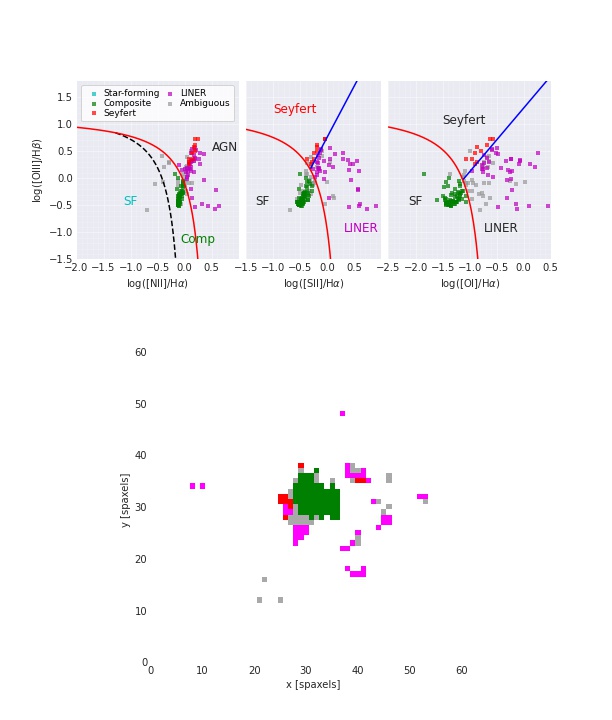 Star-forming
Composite
Seyfert
LINER
Ambiguous
SF
AGN
Comp
Seyfert
SF
LINER
Seyfert
SF
LINER
1.5
1.0
0.5
0.0
−0.5
−1.0
−1.5
log([OIII]/Hβ)
−2.0 −1.5 −1.0 −0.5 0.0 0.5
−1.5 −1.0 −0.5 0.0 0.5
−2.5 −2.0 −1.5 −1.0 −0.5 0.0 0.5
log([NII]/Hα)
log([SII]/Hα)
log([OI]/Hα)
60
50
40
30
20
10
0
y [spaxels]
0 10 20 30 40 50 60
x [spaxels]